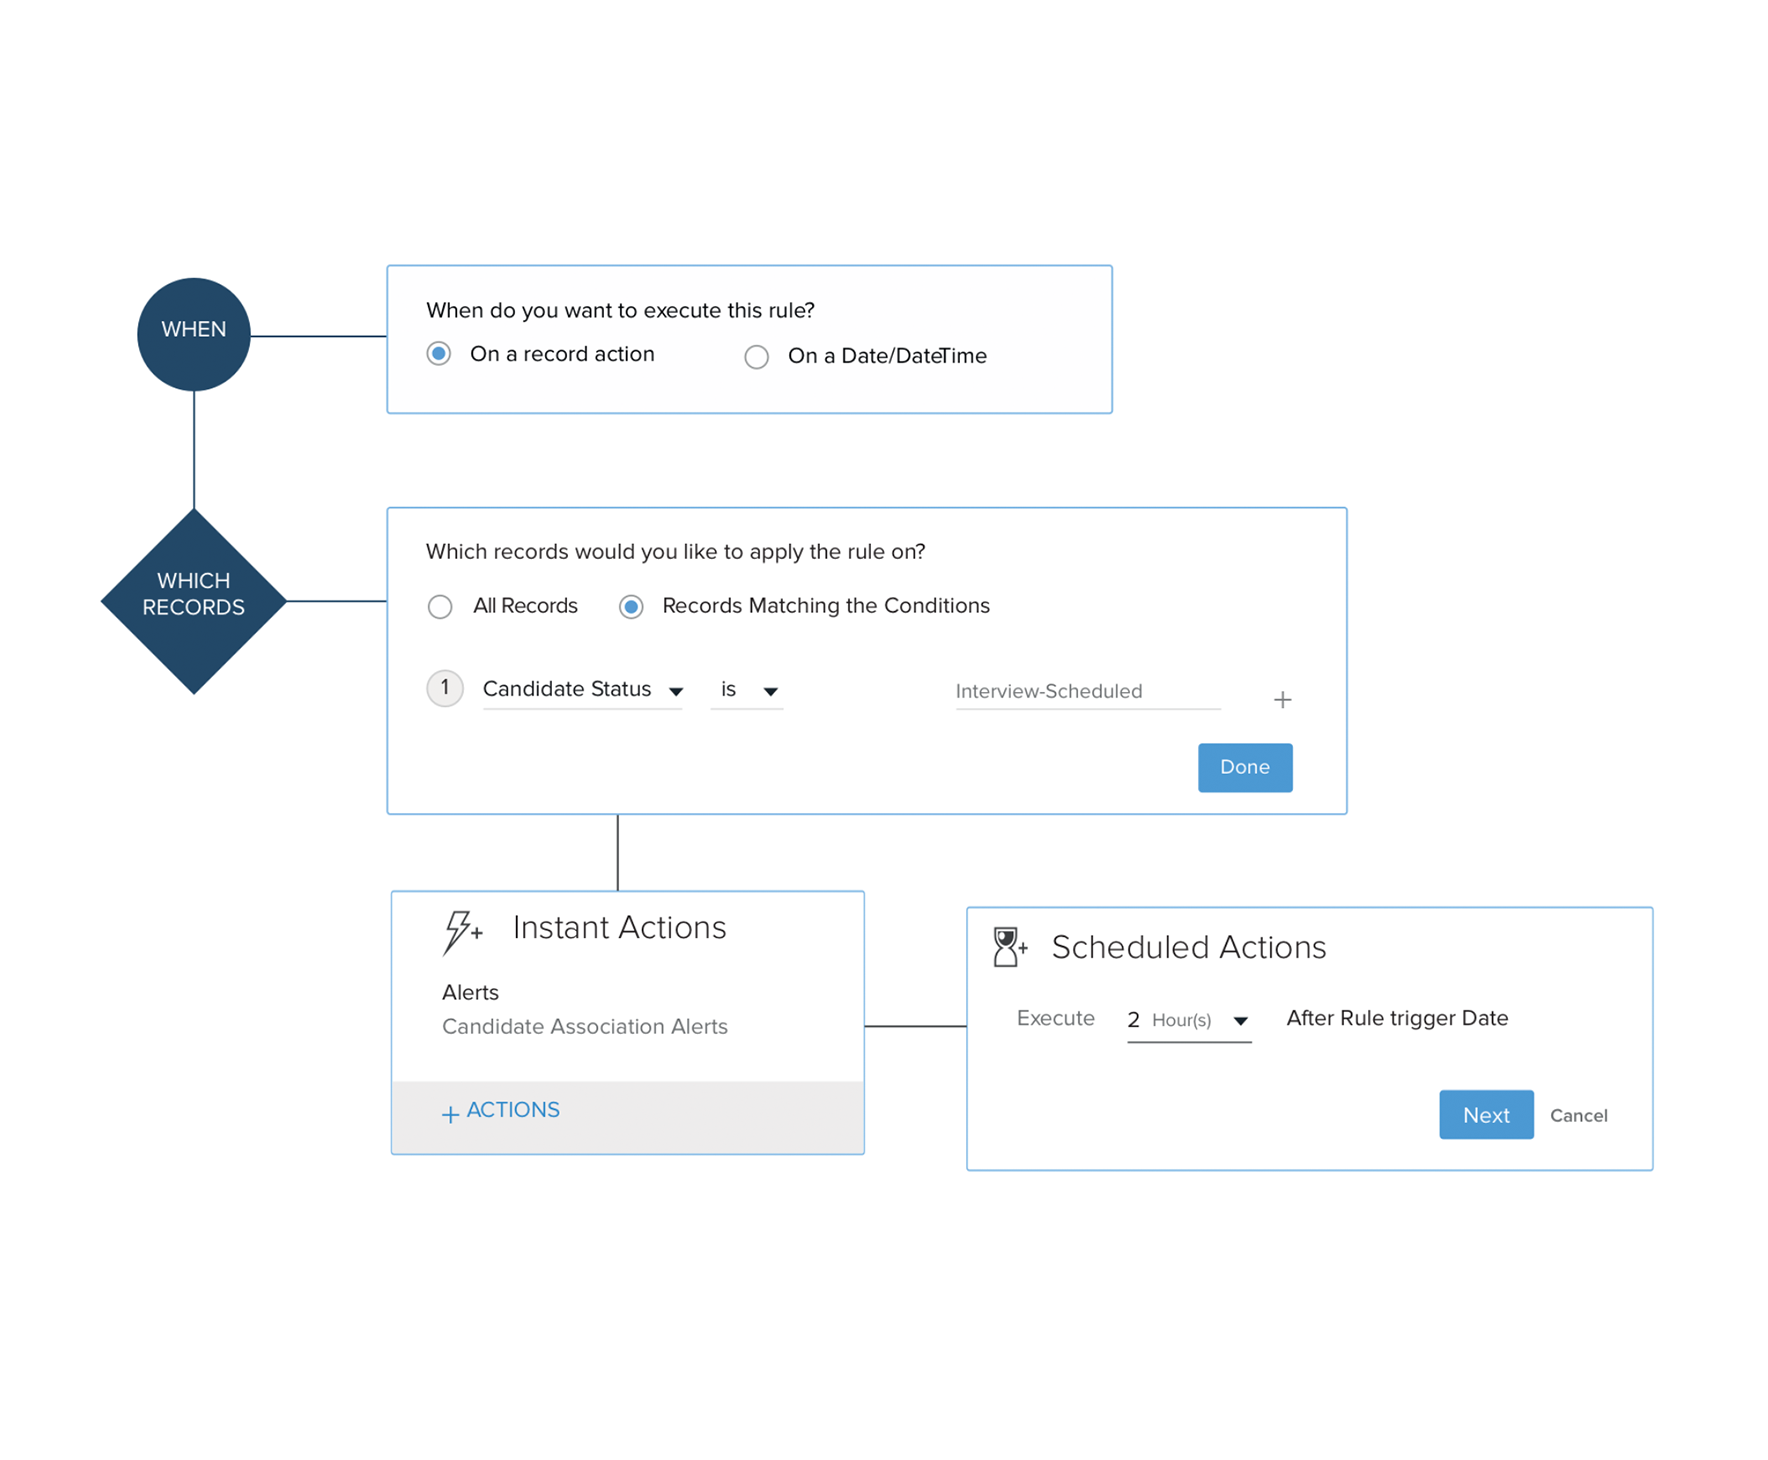 WHEN
When do you want to execute this rule?
On a record action
On a Date/DateTime
WHICH
RECORDS
Which records would you like to apply the rule on?
All Records
Records Matching the Conditions
1 Candidate Status is Interview-Scheduled +
Done
Instant Actions
Alerts
Candidate Association Alerts
+ ACTIONS
Scheduled Actions
Execute 2 Hour(s) After Rule trigger Date
Next Cancel